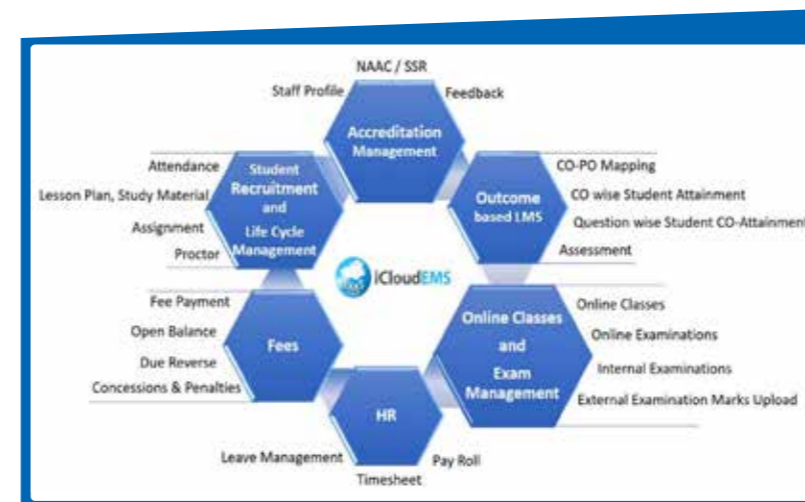 NAAC / SSR
Staff Profile
Feedback
Accreditation
Management
Attendance
Lesson Plan, Study Material
Assignment
Proctor
Student
Recruitment
and
Life Cycle
Management
CO-PO Mapping
CO wise Student Attainment
Question wise Student CO-Attainment
Assessment
Outcome
based LMS
iCloudEMS
Fee Payment
Open Balance
Due Reverse
Concessions & Penalties
Fees
Online Classes
and
Exam
Management
Online Classes
Online Examinations
Internal Examinations
External Examination Marks Upload
HR
Leave Management
Timesheet
Pay Roll